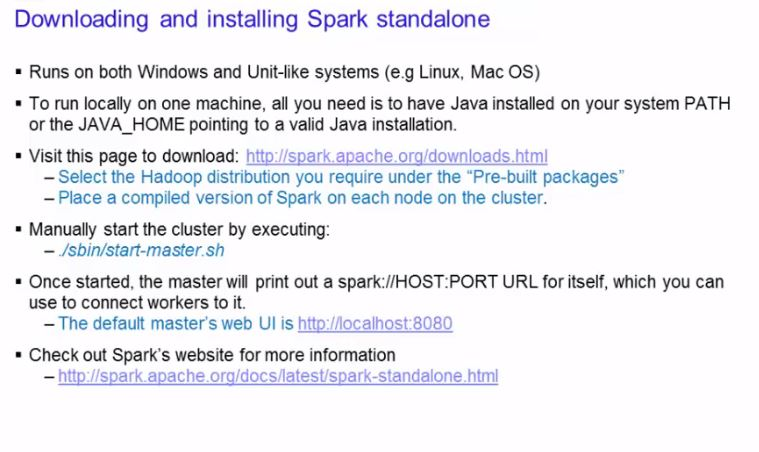 Downloading and installing Spark standalone
▪ Runs on both Windows and Unit-like systems (e.g Linux, Mac OS)
▪ To run locally on one machine, all you need is to have Java installed on your system PATH
or the JAVA_HOME pointing to a valid Java installation.
▪ Visit this page to download: http://spark.apache.org/downloads.html
– Select the Hadoop distribution you require under the “Pre-built packages”
– Place a compiled version of Spark on each node on the cluster.
▪ Manually start the cluster by executing:
– ./sbin/start-master.sh
▪ Once started, the master will print out a spark://HOST:PORT URL for itself, which you can
use to connect workers to it.
– The default master’s web UI is http://localhost:8080
▪ Check out Spark’s website for more information
– http://spark.apache.org/docs/latest/spark-standalone.html